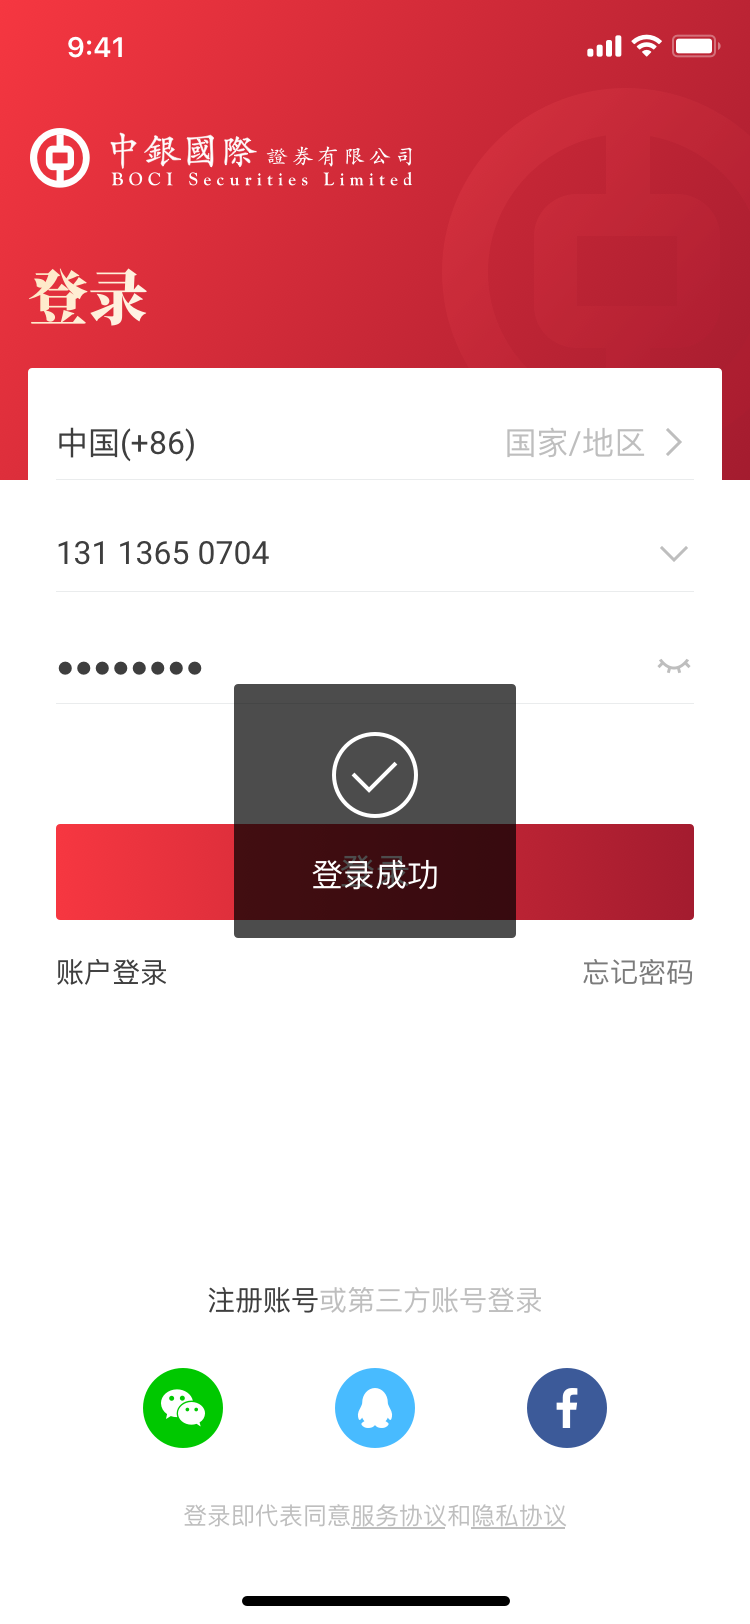 9:41
中銀國際 證券有限公司
BOCI Securities Limited
登录
中国(+86) 国家/地区
131 1365 0704
登录成功
账户登录 忘记密码
注册账号或第三方账号登录
登录即代表同意服务协议和隐私协议